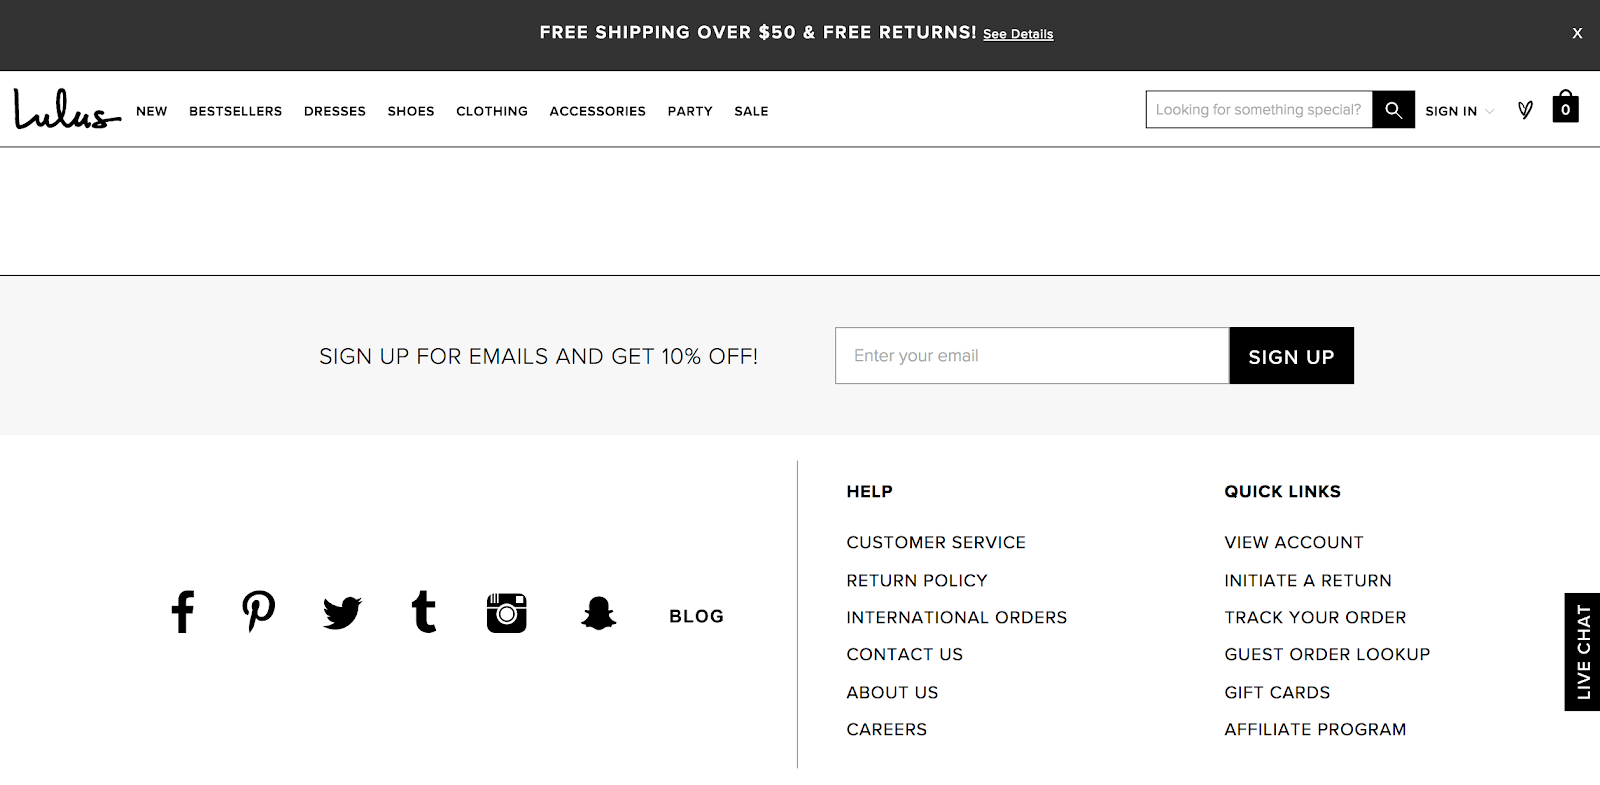 FREE SHIPPING OVER $50 & FREE RETURNS! See Details
X
Lulus NEW BESTSELLERS DRESSES SHOES CLOTHING ACCESSORIES PARTY SALE Looking for something special? SIGN IN 0
SIGN UP FOR EMAILS AND GET 10% OFF! Enter your email SIGN UP
BLOG
HELP
CUSTOMER SERVICE
RETURN POLICY
INTERNATIONAL ORDERS
CONTACT US
ABOUT US
CAREERS
QUICK LINKS
VIEW ACCOUNT
INITIATE A RETURN
TRACK YOUR ORDER
GUEST ORDER LOOKUP
GIFT CARDS
AFFILIATE PROGRAM
LIVE CHAT